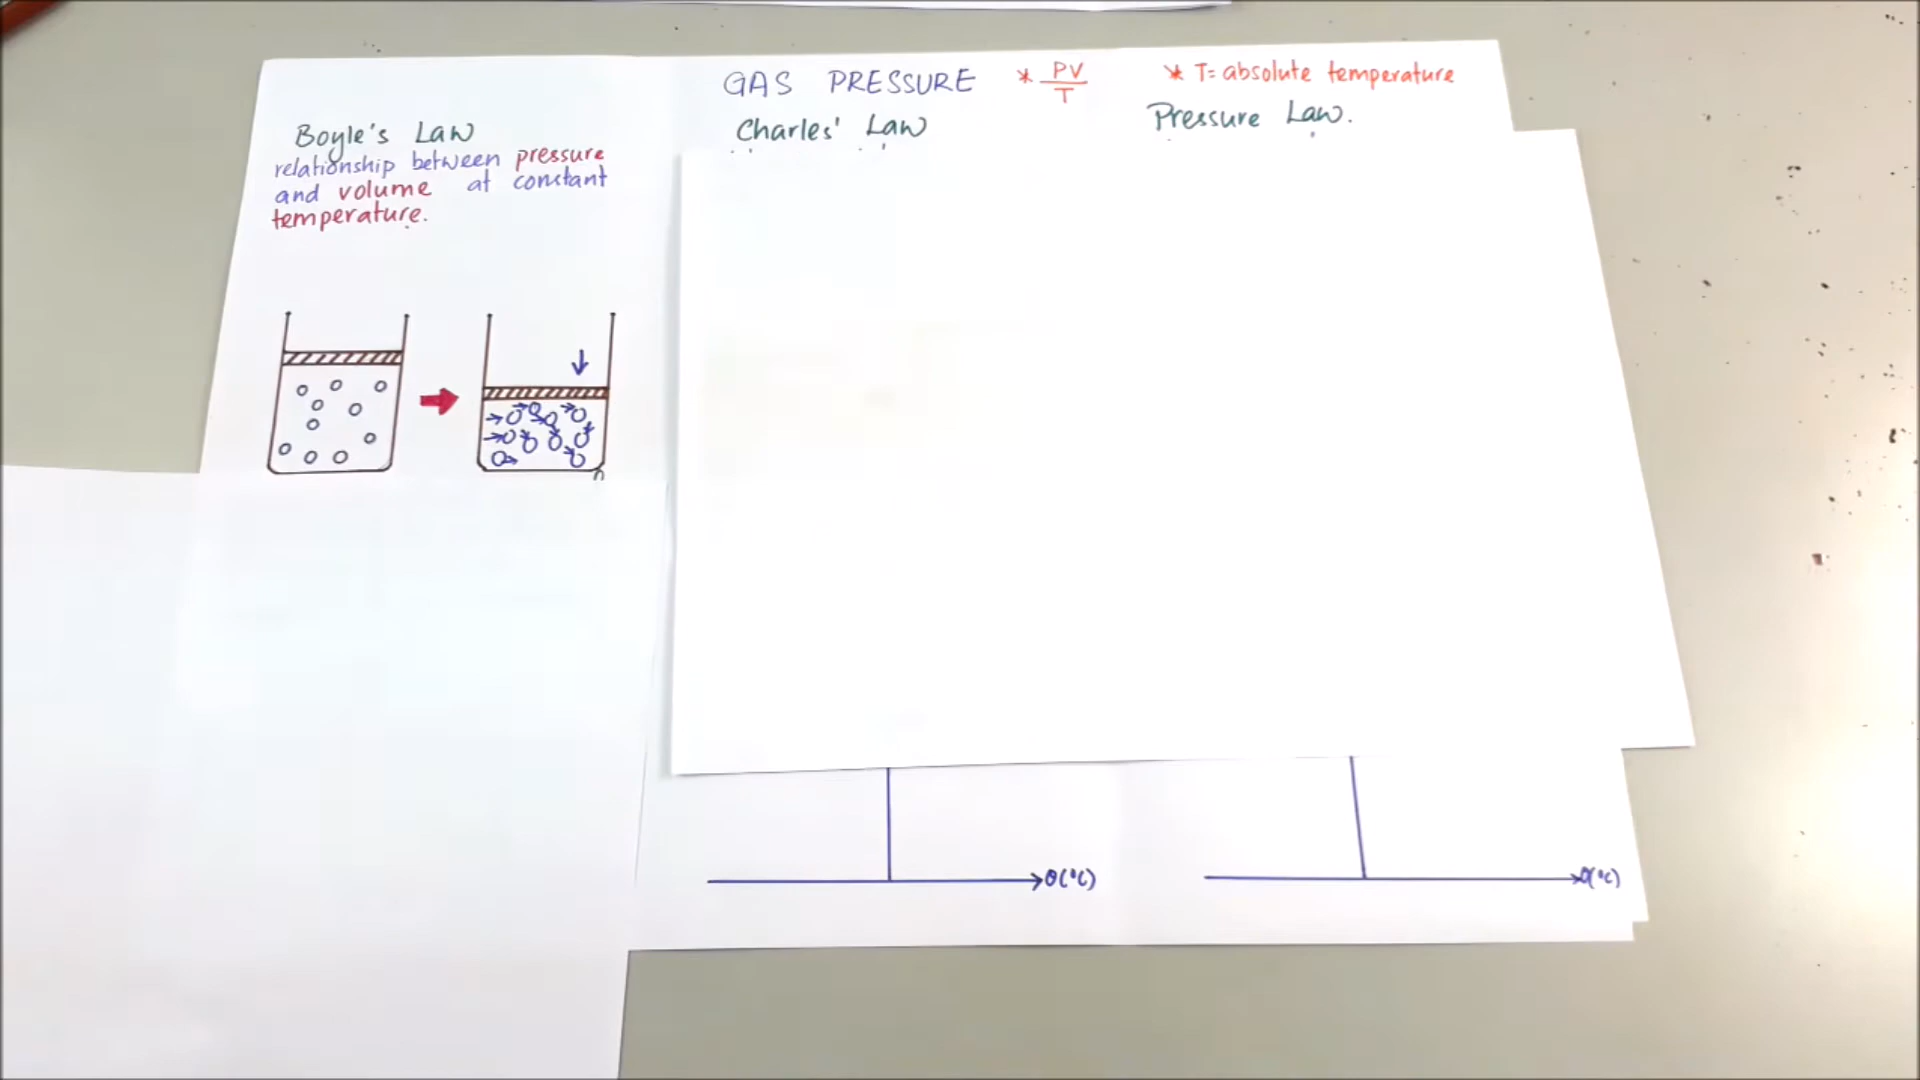 GAS PRESSURE * PV/T * T= absolute temperature
Boyle's Law
relationship between pressure
and volume at constant
temperature.
Charles' Law
Pressure Law.
θ(°C)
θ(°C)